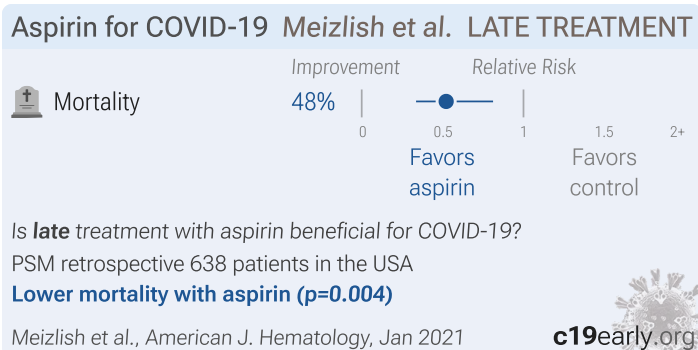 Aspirin for COVID-19 Meizlish et al. LATE TREATMENT
Improvement Relative Risk
Mortality 48%
0 0.5 1 1.5 2+
Favors aspirin Favors control
Is late treatment with aspirin beneficial for COVID-19?
PSM retrospective 638 patients in the USA
Lower mortality with aspirin (p=0.004)
Meizlish et al., American J. Hematology, Jan 2021 c19early.org